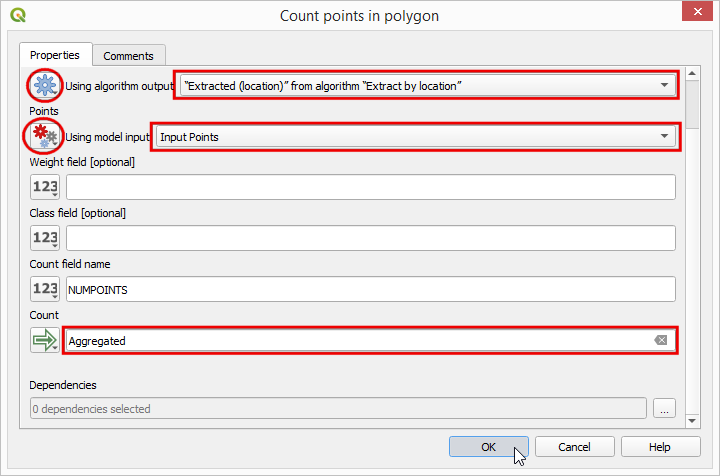 Count points in polygon
Properties
Comments
Using algorithm output
“Extracted (location)” from algorithm “Extract by location”
Points
Using model input
Input Points
Weight field [optional]
123
Class field [optional]
123
Count field name
123
NUMPOINTS
Count
Aggregated
Dependencies
0 dependencies selected
...
OK
Cancel
Help